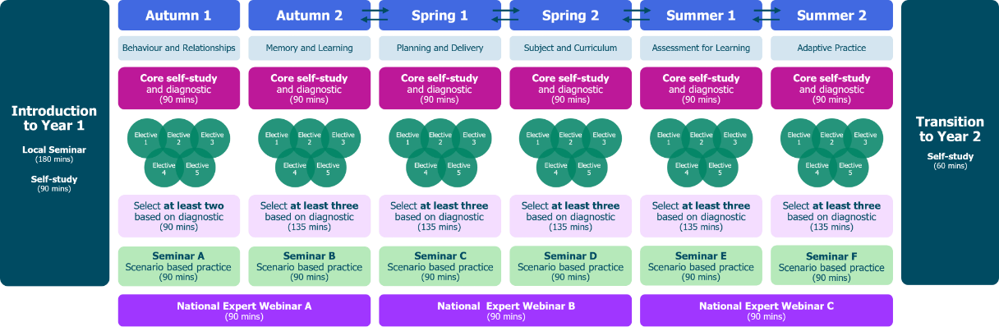 Introduction
to Year 1
Local Seminar
(180 mins)
Self-study
(90 mins)
Autumn 1
Behaviour and Relationships
Core self-study
and diagnostic
(90 mins)
Elective
1
Elective
2
Elective
3
Elective
4
Elective
5
Select at least two
based on diagnostic
(90 mins)
Seminar A
Scenario based practice
(90 mins)
Autumn 2
Memory and Learning
Core self-study
and diagnostic
(90 mins)
Elective
1
Elective
2
Elective
3
Elective
4
Elective
5
Select at least three
based on diagnostic
(135 mins)
Seminar B
Scenario based practice
(90 mins)
National Expert Webinar A
(90 mins)
Spring 1
Planning and Delivery
Core self-study
and diagnostic
(90 mins)
Elective
1
Elective
2
Elective
3
Elective
4
Elective
5
Select at least three
based on diagnostic
(135 mins)
Seminar C
Scenario based practice
(90 mins)
Spring 2
Subject and Curriculum
Core self-study
and diagnostic
(90 mins)
Elective
1
Elective
2
Elective
3
Elective
4
Elective
5
Select at least three
based on diagnostic
(135 mins)
Seminar D
Scenario based practice
(90 mins)
National Expert Webinar B
(90 mins)
Summer 1
Assessment for Learning
Core self-study
and diagnostic
(90 mins)
Elective
1
Elective
2
Elective
3
Elective
4
Elective
5
Select at least three
based on diagnostic
(135 mins)
Seminar E
Scenario based practice
(90 mins)
Summer 2
Adaptive Practice
Core self-study
and diagnostic
(90 mins)
Elective
1
Elective
2
Elective
3
Elective
4
Elective
5
Select at least three
based on diagnostic
(135 mins)
Seminar F
Scenario based practice
(90 mins)
National Expert Webinar C
(90 mins)
Transition
to Year 2
Self-study
(60 mins)